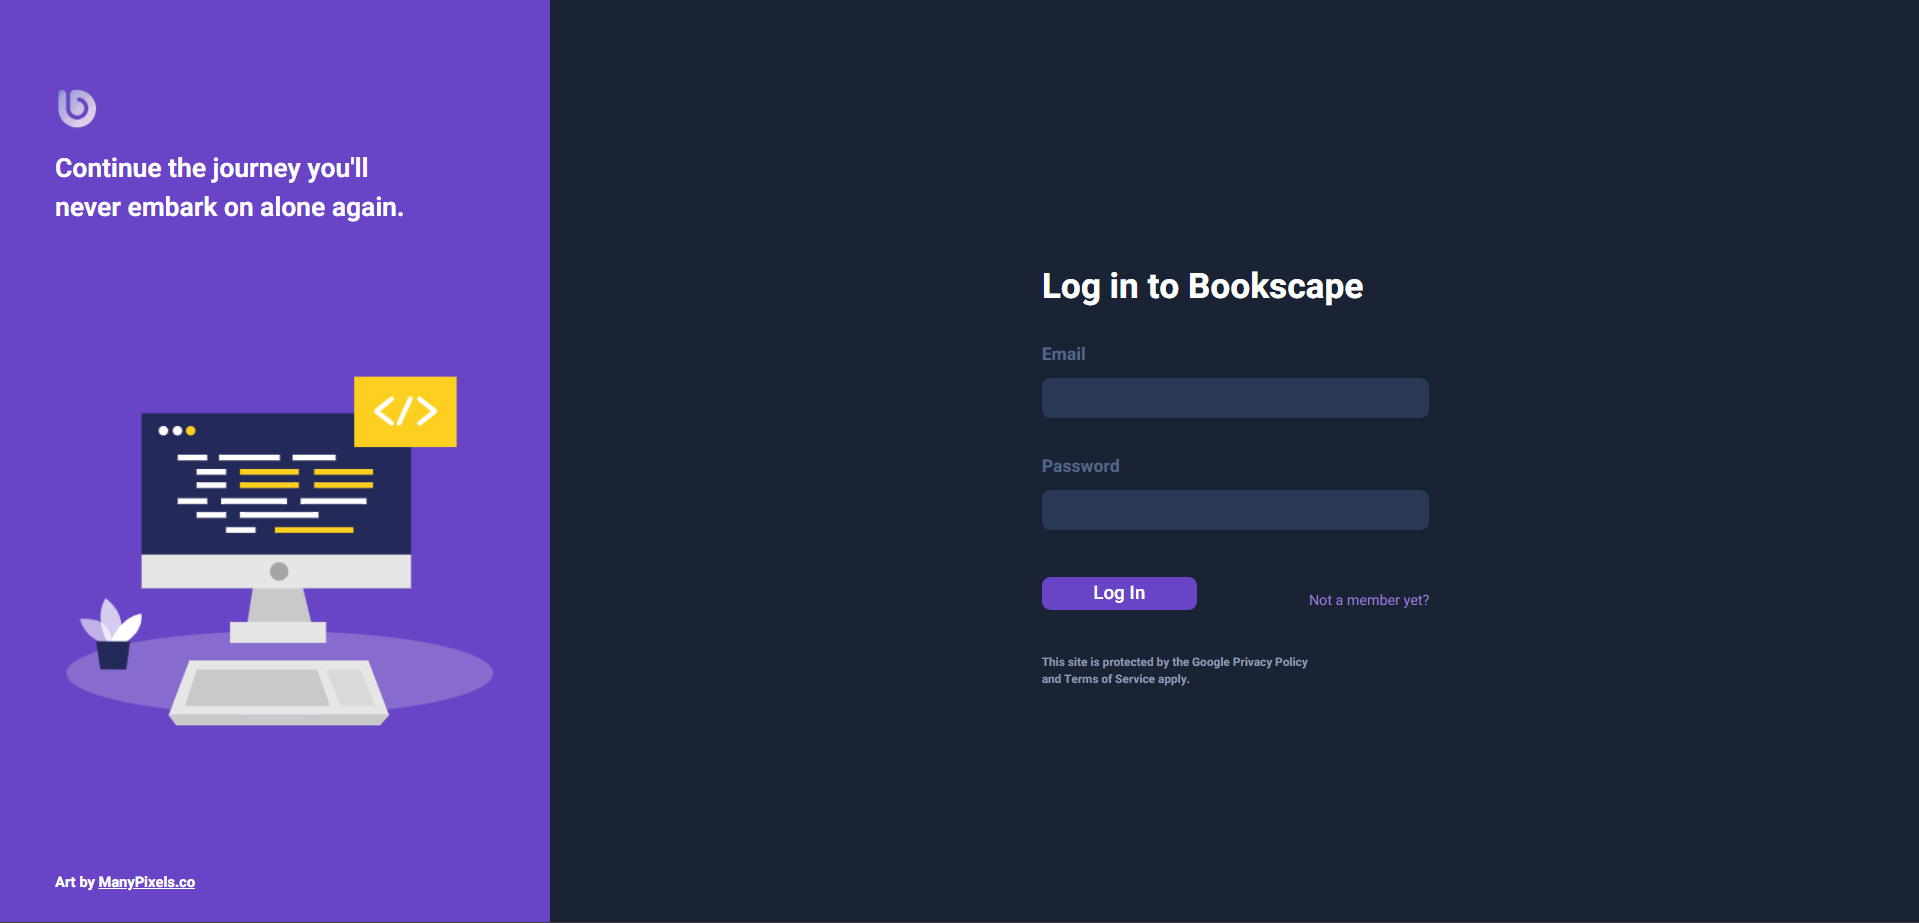 Continue the journey you'll
never embark on alone again.
</>
Art by ManyPixels.co
Log in to Bookscape
Email
Password
Log In
Not a member yet?
This site is protected by the Google Privacy Policy
and Terms of Service apply.